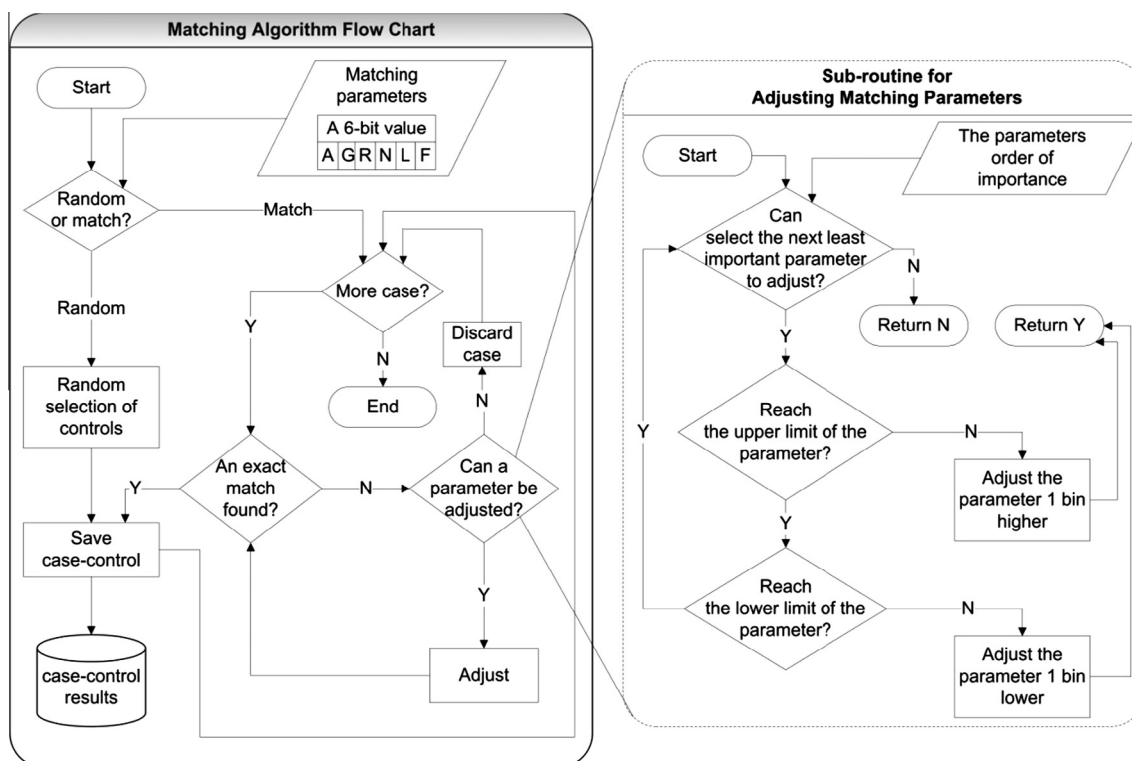 Matching Algorithm Flow Chart
Start
Matching
parameters
A 6-bit value
A G R N L F
Random
or match?
Match
Random
More case?
Y
N
End
Discard
case
N
Random
selection of
controls
An exact
match
found?
Y
N
Can a
parameter be
adjusted?
Save
case-control
Y
Adjust
case-control
results
Sub-routine for
Adjusting Matching Parameters
Start
The parameters
order of
importance
Can
select the next least
important parameter
to adjust?
N
Return N
Return Y
Y
Reach
the upper limit of the
parameter?
Y
N
Adjust the
parameter 1 bin
higher
Y
Reach
the lower limit of the
parameter?
N
Adjust the
parameter 1 bin
lower